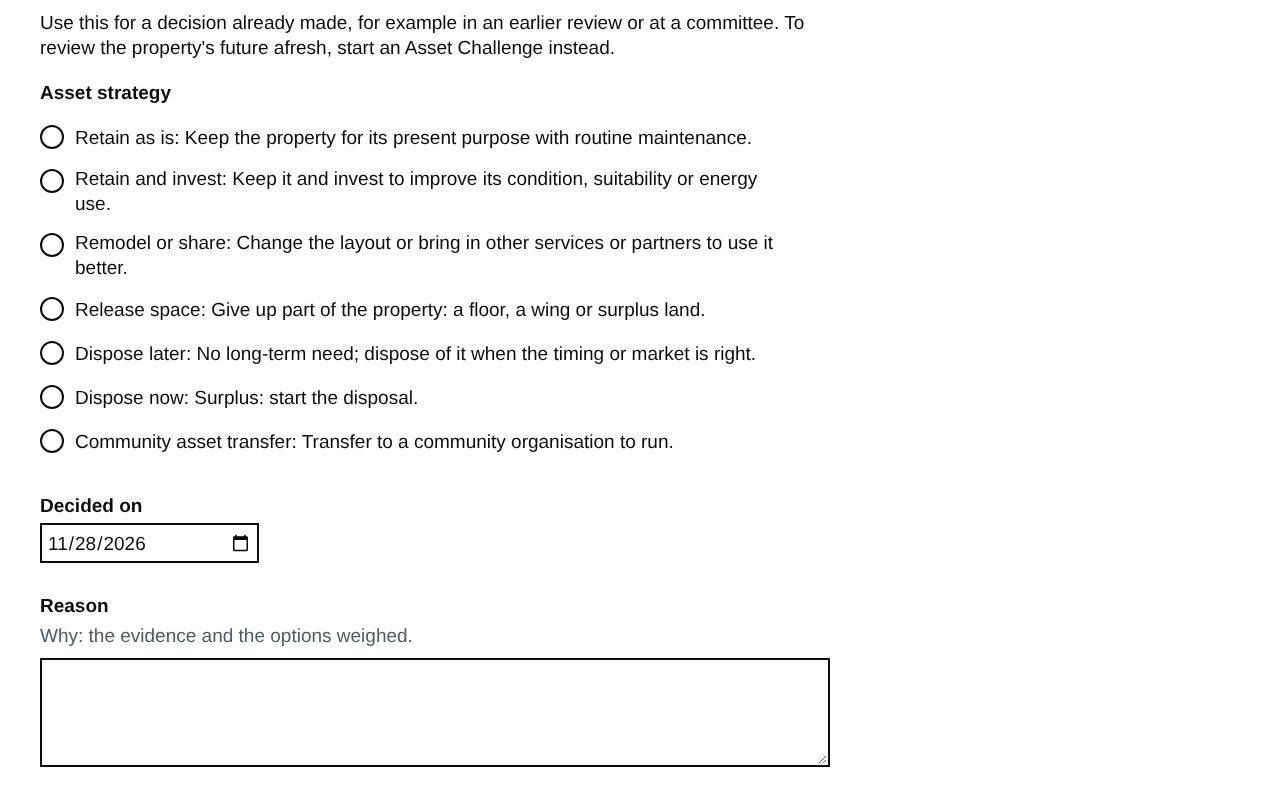 Use this for a decision already made, for example in an earlier review or at a committee. To
review the property's future afresh, start an Asset Challenge instead.
Asset strategy
Retain as is: Keep the property for its present purpose with routine maintenance.
Retain and invest: Keep it and invest to improve its condition, suitability or energy
use.
Remodel or share: Change the layout or bring in other services or partners to use it
better.
Release space: Give up part of the property: a floor, a wing or surplus land.
Dispose later: No long-term need; dispose of it when the timing or market is right.
Dispose now: Surplus: start the disposal.
Community asset transfer: Transfer to a community organisation to run.
Decided on
11/28/2026
Reason
Why: the evidence and the options weighed.